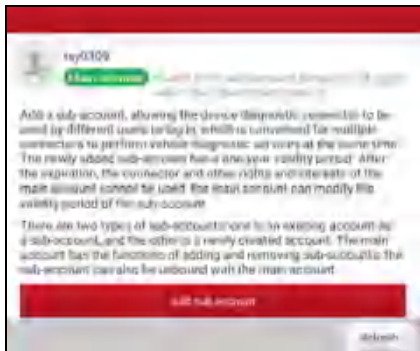 Main account
Add a sub-account, allowing the device diagnostic connector to be
used by different users to log in, which is convenient for multiple
connectors to perform vehicle diagnostic services at the same time.
The newly added sub-account has a one-year validity period. After
the expiration, the connector and other rights and interests of the
main account cannot be used. The main account can modify the
validity period of the sub-account.
There are two types of sub-accounts: one is an existing account as
a sub-account, and the other is a newly created account. The main
account has the functions of adding and removing sub-accounts. The
sub-account can also be unbound with the main account
Add sub account
Refresh